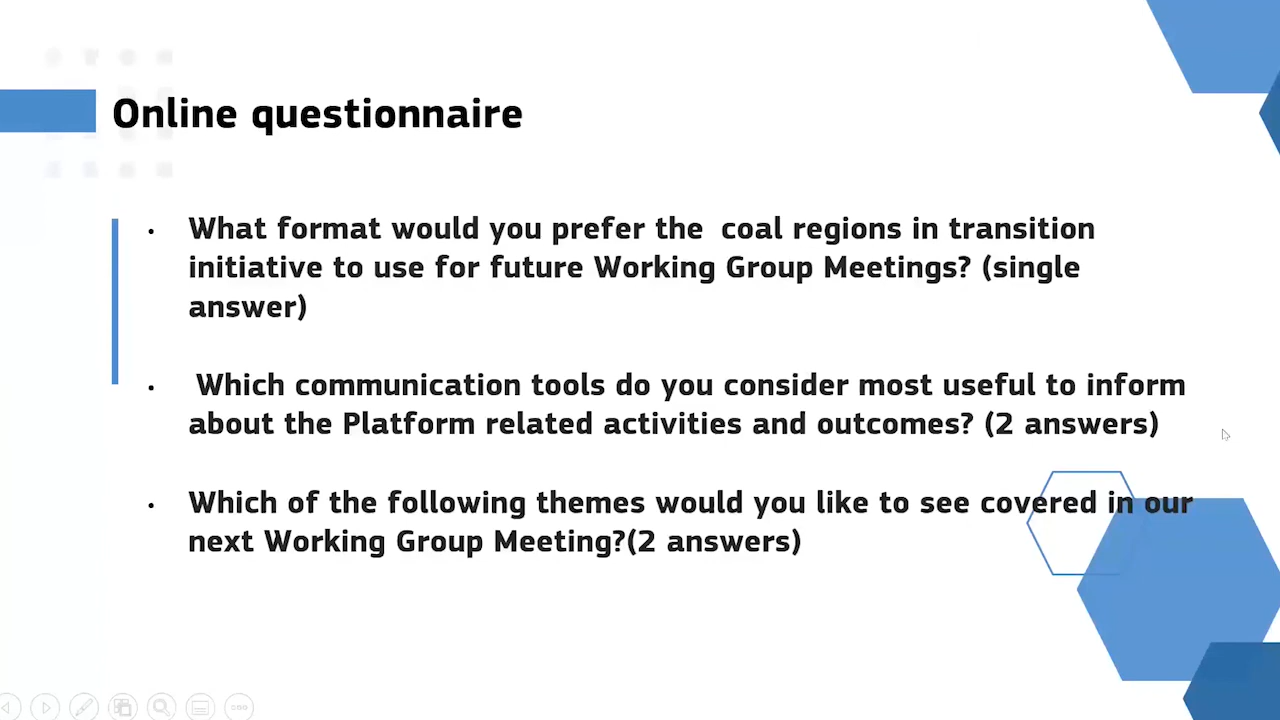 Online questionnaire
• What format would you prefer the  coal regions in transition
initiative to use for future Working Group Meetings? (single
answer)
•  Which communication tools do you consider most useful to inform
about the Platform related activities and outcomes? (2 answers)
• Which of the following themes would you like to see covered in our
next Working Group Meeting?(2 answers)